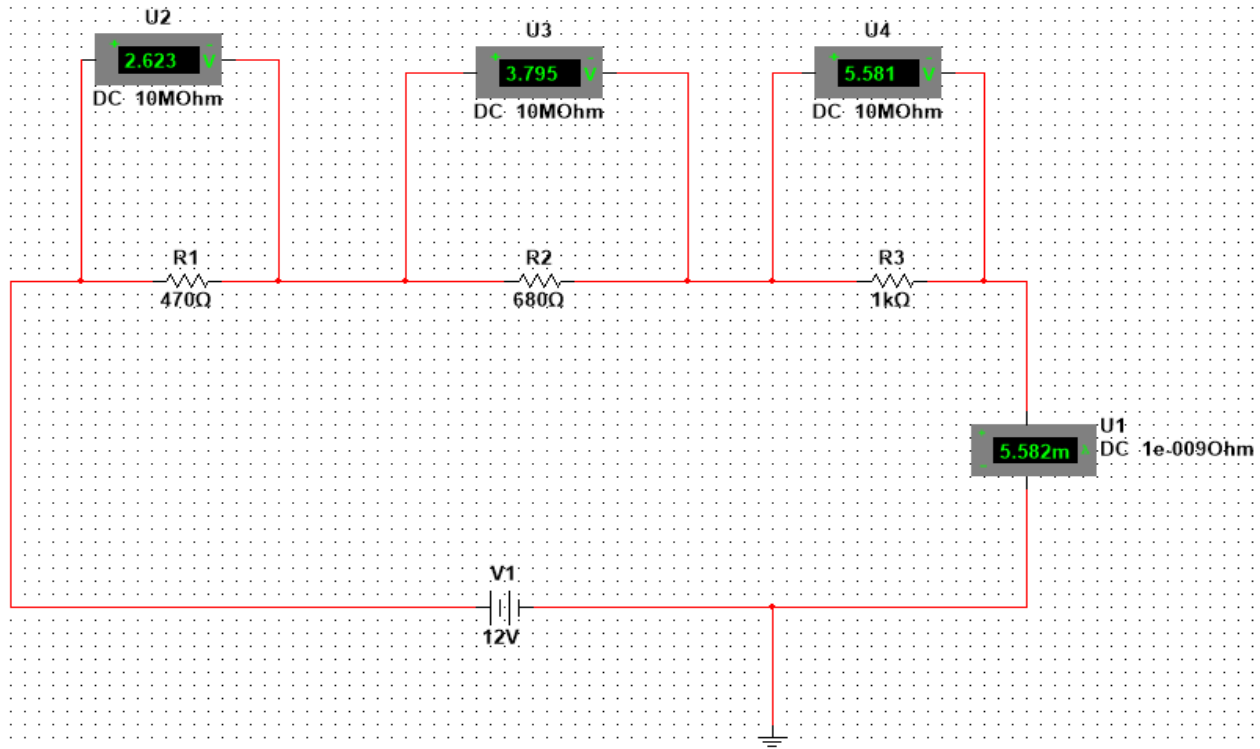 U2
+ 2.623 - V
DC 10MOhm
U3
+ 3.795 - V
DC 10MOhm
U4
+ 5.581 - V
DC 10MOhm
R1
470Ω
R2
680Ω
R3
1kΩ
U1
+ 5.582m - A
DC 1e-009Ohm
V1
12V